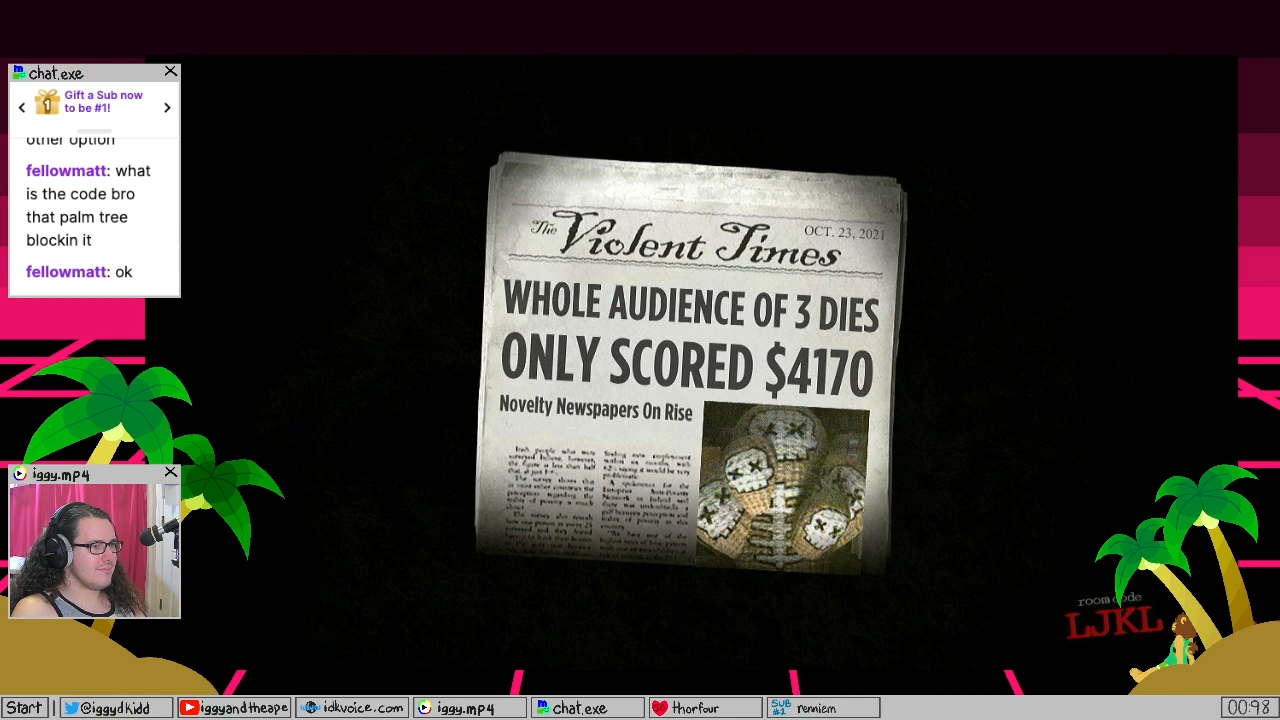 chat.exe
Gift a Sub now
to be #1!
1
other option
fellowmatt: what
is the code bro
that palm tree
blockin it
fellowmatt: ok
The Violent Times
OCT. 23, 2021
WHOLE AUDIENCE OF 3 DIES
ONLY SCORED $4170
Novelty Newspapers On Rise
iggy.mp4
room code
LJKL
Start
@iggydkidd
iggyandtheape
idkvoice.com
iggy.mp4
chat.exe
thorfour
SUB
#1
renniem
00:98